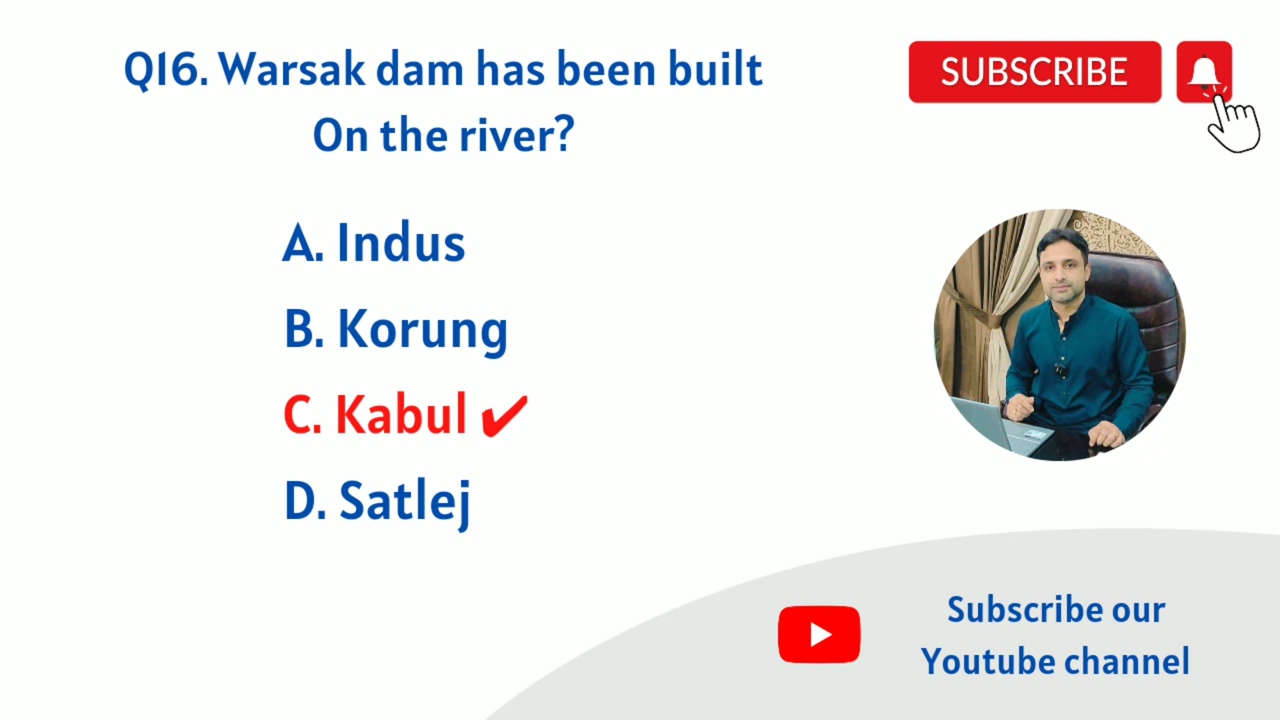 Q16. Warsak dam has been built
On the river?
SUBSCRIBE
A. Indus
B. Korung
C. Kabul ✔
D. Satlej
Subscribe our
Youtube channel